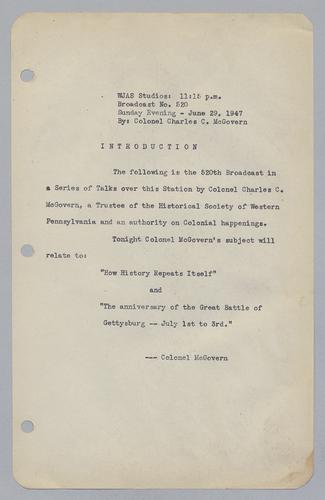 WJAS Studios: 11:15 p.m.
Broadcast No. 520
Sunday Evening - June 29, 1947
By: Colonel Charles C. McGovern
INTRODUCTION
The following is the 520th Broadcast in
a Series of Talks over this Station by Colonel Charles C.
McGovern, a Trustee of the Historical Society of Western
Pennsylvania and an authority on Colonial happenings.
Tonight Colonel McGovern's subject will
relate to:
"How History Repeats Itself"
and
"The anniversary of the Great Battle of
Gettysburg -- July 1st to 3rd."
--- Colonel McGovern